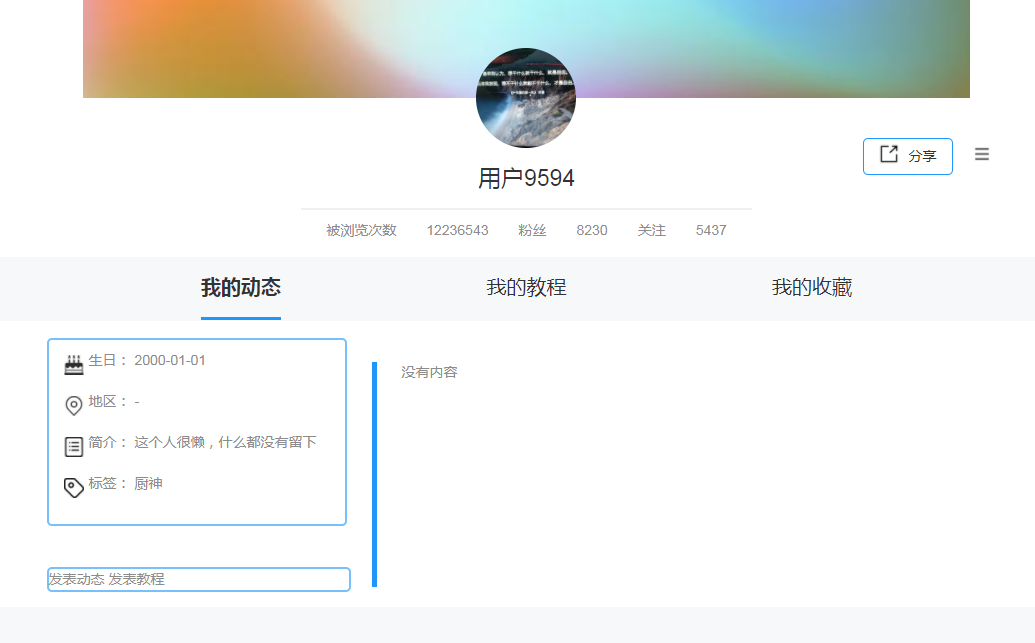 用户9594
分享
被浏览次数 12236543 粉丝 8230 关注 5437
我的动态 我的教程 我的收藏
生日： 2000-01-01
地区： -
简介： 这个人很懒，什么都没有留下
标签： 厨神
没有内容
发表动态 发表教程